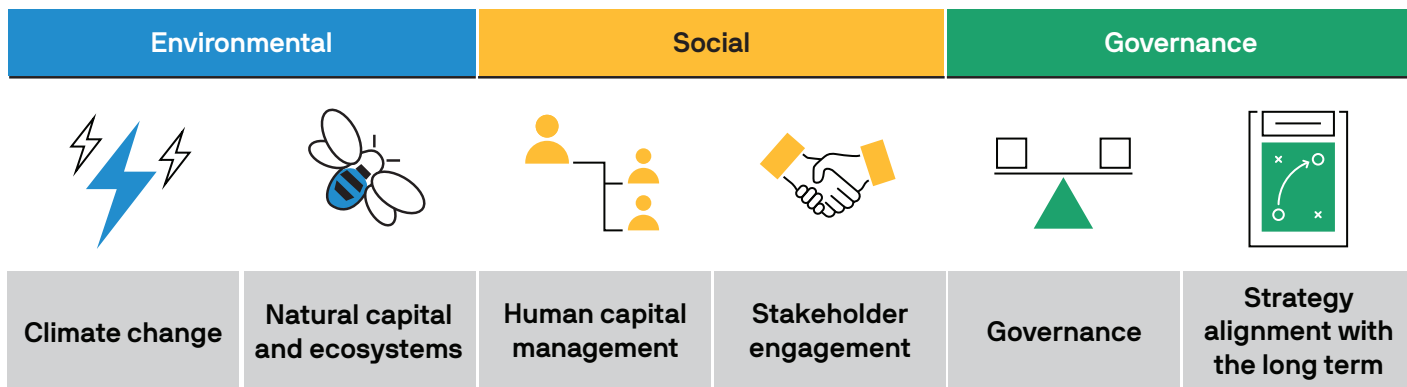 Environmental
Social
Governance
Climate change
Natural capital
and ecosystems
Human capital
management
Stakeholder
engagement
Governance
Strategy
alignment with
the long term